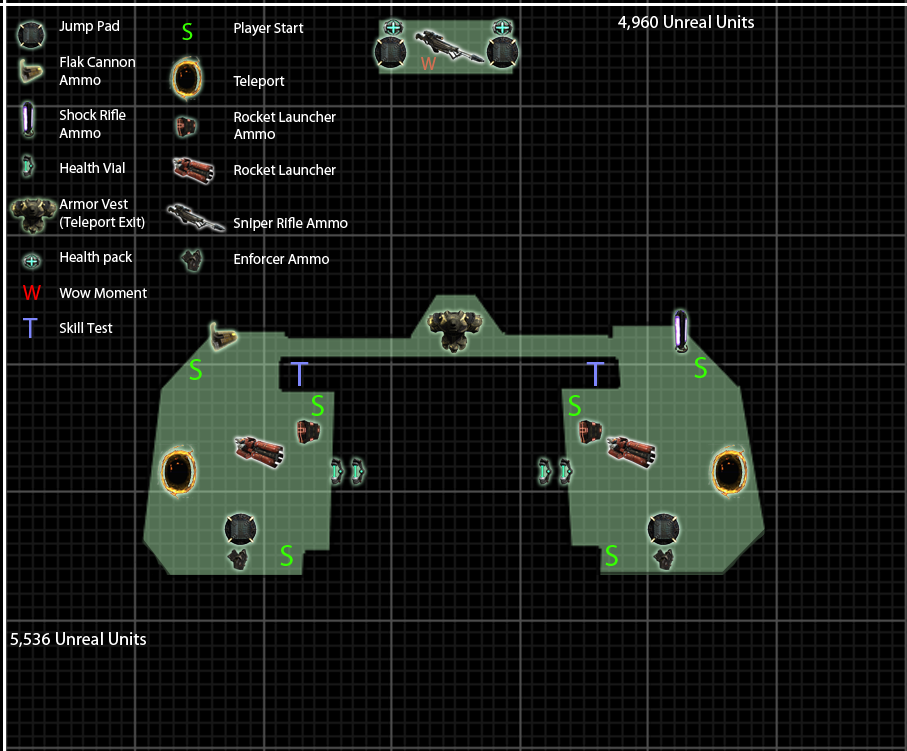 Jump Pad
Flak Cannon
Ammo
Shock RIfle
Ammo
Health Vial
Armor Vest
(Teleport Exit)
Health pack
W Wow Moment
T Skill Test
S Player Start
Teleport
Rocket Launcher
Ammo
Rocket Launcher
Sniper Rifle Ammo
Enforcer Ammo
4,960 Unreal Units
W
T T
S S
S S
S S
5,536 Unreal Units